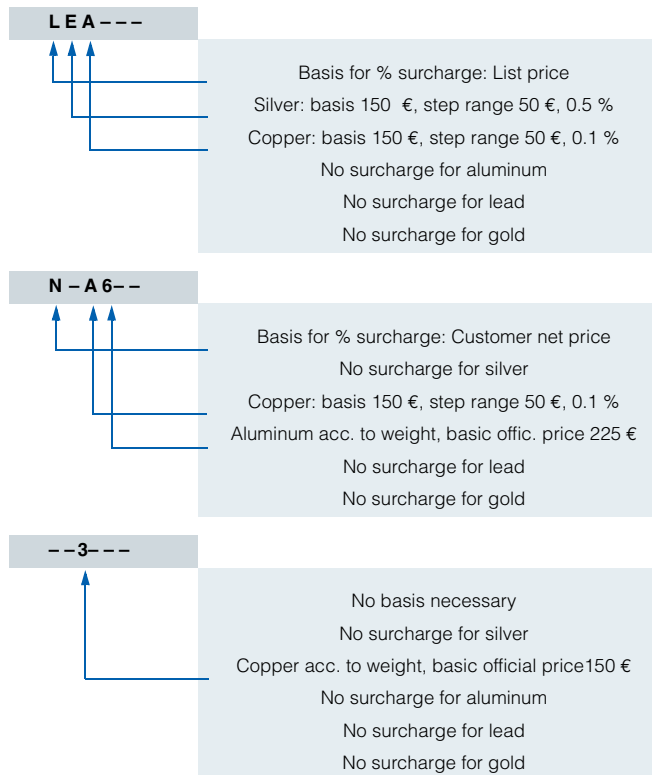 L E A – – –
Basis for % surcharge: List price
Silver: basis 150 €, step range 50 €, 0.5 %
Copper: basis 150 €, step range 50 €, 0.1 %
No surcharge for aluminum
No surcharge for lead
No surcharge for gold
N – A 6 – –
Basis for % surcharge: Customer net price
No surcharge for silver
Copper: basis 150 €, step range 50 €, 0.1 %
Aluminum acc. to weight, basic offic. price 225 €
No surcharge for lead
No surcharge for gold
– – 3 – – –
No basis necessary
No surcharge for silver
Copper acc. to weight, basic official price150 €
No surcharge for aluminum
No surcharge for lead
No surcharge for gold